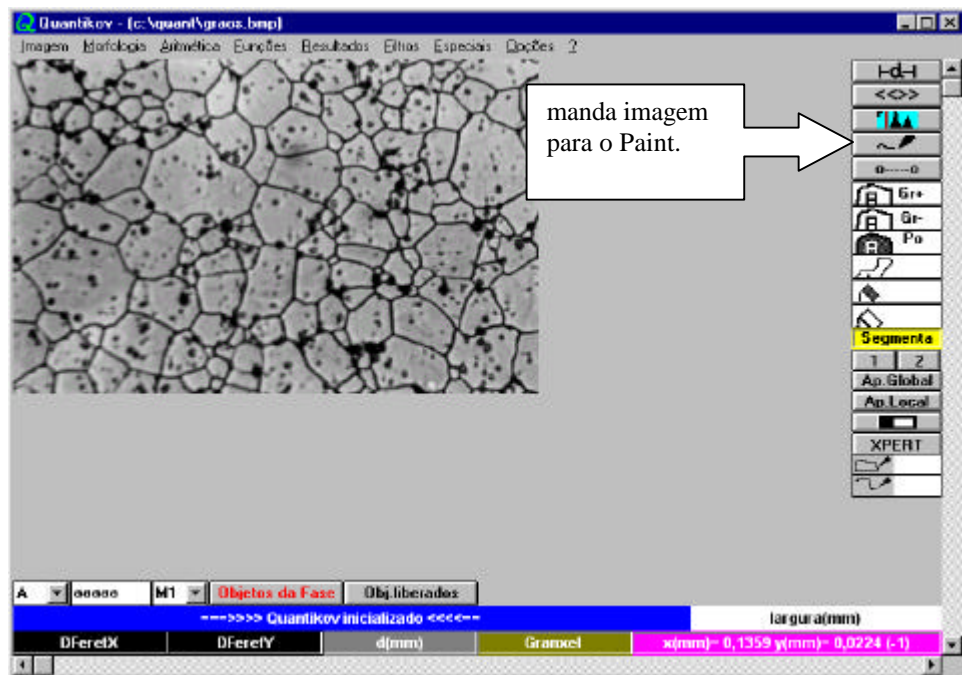 Quantikov - [c:\quant\graos.bmp]
Imagem Morfologia Aritmética Funções Resultados Filtros Especiais Opções ?
manda imagem
para o Paint.
⊢d⊣
<<>>
o-----o
Gr+
Gr-
Po
Segmenta
1 2
Ap.Global
Ap.Local
XPERT
A M1 Objetos da Fase Obj.liberados
--->>>> Quantikov inicializado <<<<-- largura(mm)
DFeretX DFeretY d(mm) Granxel x(mm)= 0,1359 y(mm)= 0,0224 (-1)